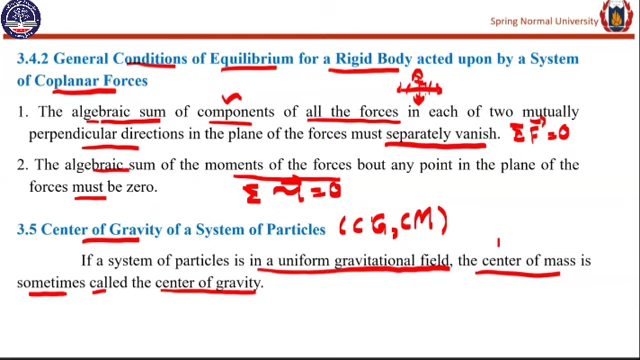 Spring Normal University
3.4.2 General Conditions of Equilibrium for a Rigid Body acted upon by a System
of Coplanar Forces
1. The algebraic sum of components of all the forces in each of two mutually
perpendicular directions in the plane of the forces must separately vanish. Σ F = 0
2. The algebraic sum of the moments of the forces bout any point in the plane of the
forces must be zero.
3.5 Center of Gravity of a System of Particles (CG, CM)
If a system of particles is in a uniform gravitational field, the center of mass is
sometimes called the center of gravity.